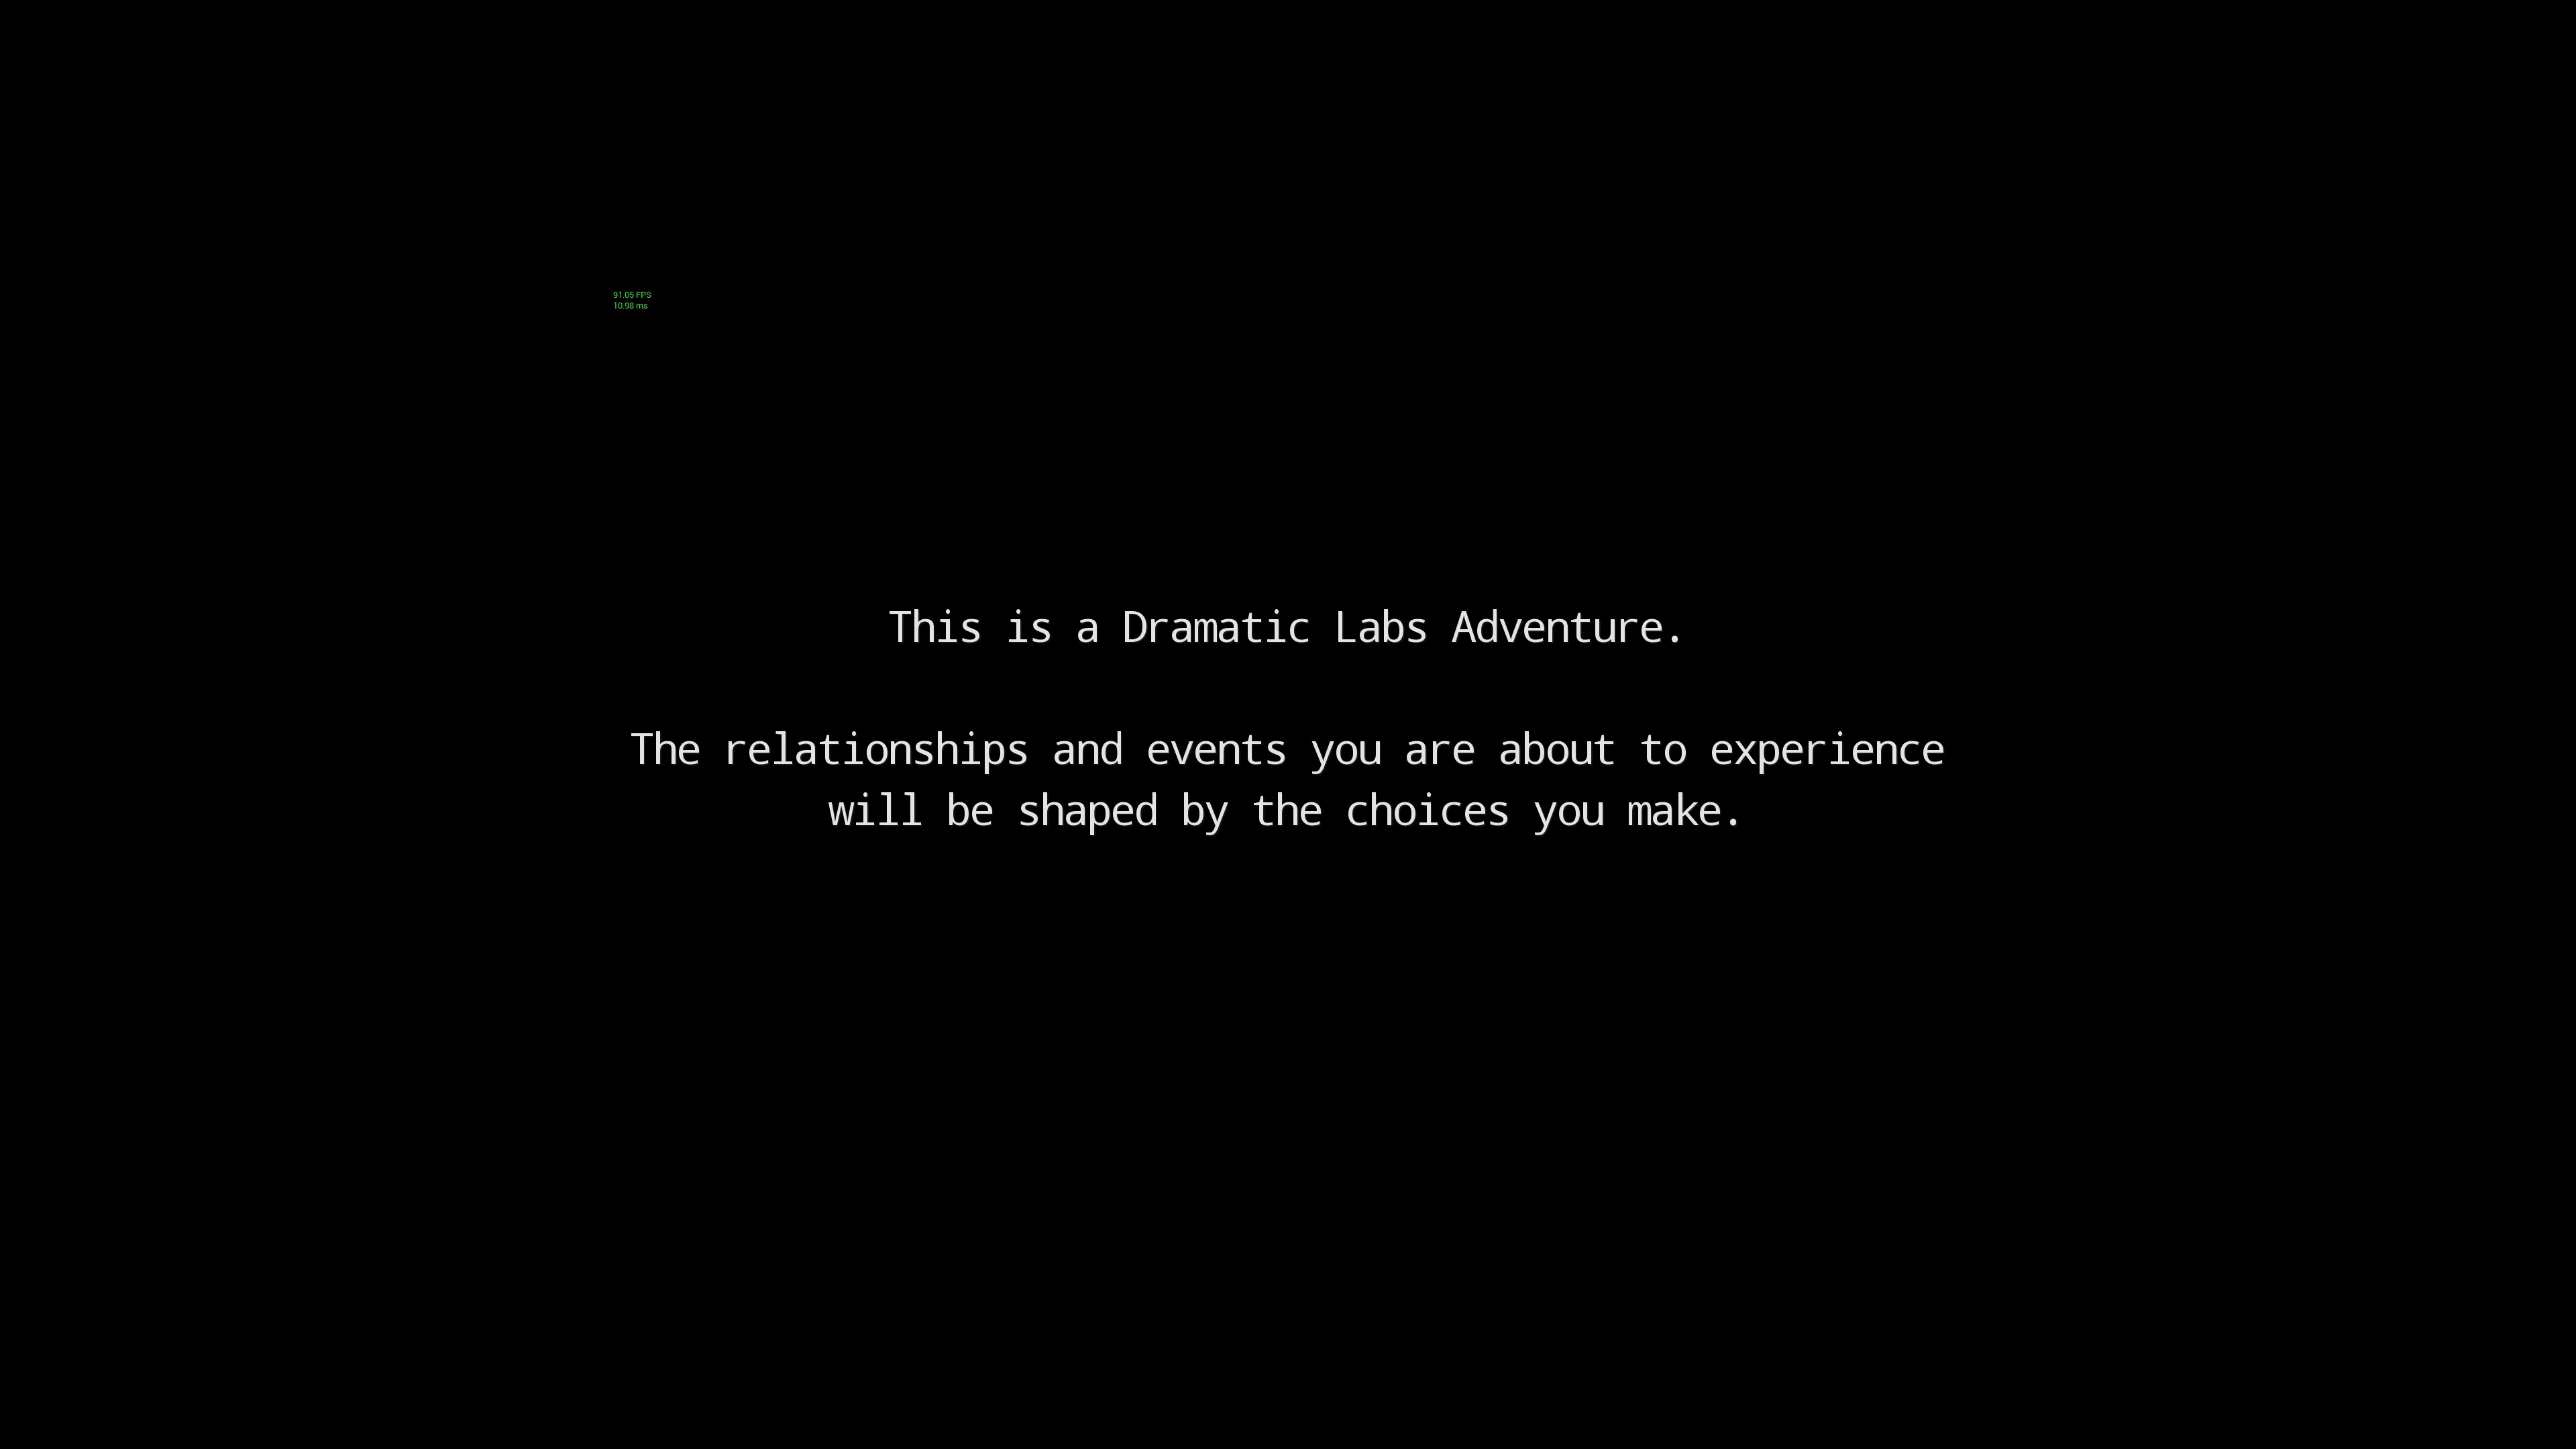 91.05 FPS
10.98 ms
This is a Dramatic Labs Adventure.
The relationships and events you are about to experience
will be shaped by the choices you make.